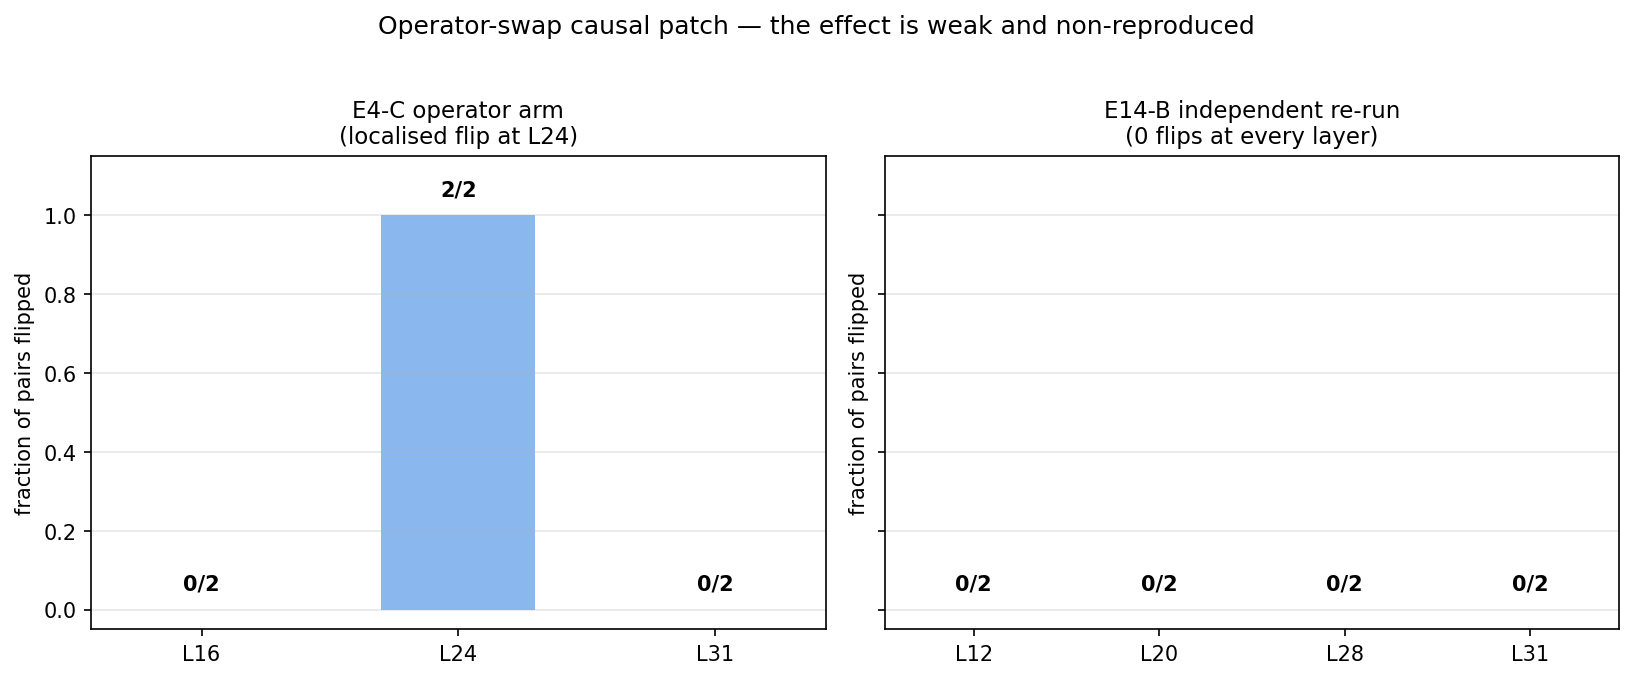 Operator-swap causal patch — the effect is weak and non-reproduced
E4-C operator arm
(localised flip at L24)
fraction of pairs flipped
1.0
0.8
0.6
0.4
0.2
0.0
0/2
2/2
0/2
L16
L24
L31
E14-B independent re-run
(0 flips at every layer)
fraction of pairs flipped
0/2
0/2
0/2
0/2
L12
L20
L28
L31